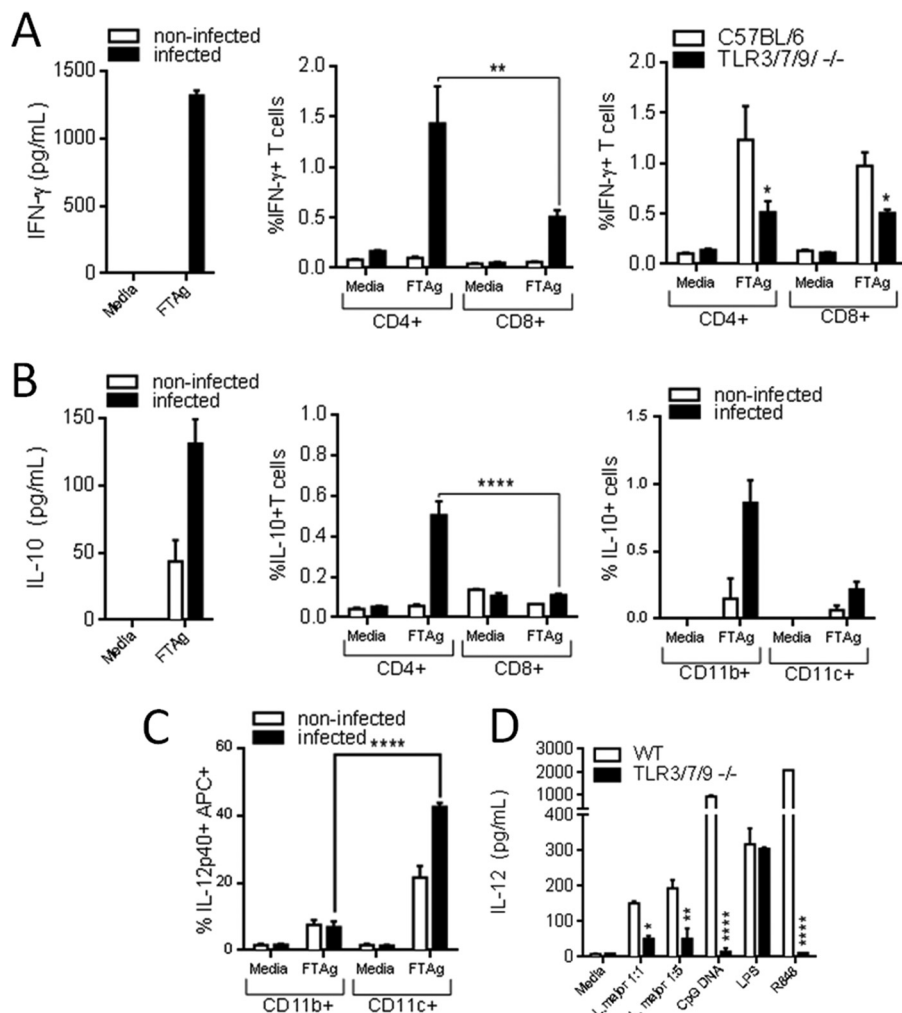 A
non-infected
infected
IFN-γ (pg/mL)
1500
1000
500
0
Media
FTAg
%IFN-γ+ T cells
2.0
1.5
1.0
0.5
0.0
**
Media
FTAg
Media
FTAg
CD4+
CD8+
C57BL/6
TLR3/7/9/ -/-
%IFN-γ+ T cells
2.0
1.5
1.0
0.5
0.0
*
*
Media
FTAg
Media
FTAg
CD4+
CD8+
B
non-infected
infected
IL-10 (pg/mL)
150
100
50
0
Media
FTAg
%IL-10+T cells
1.0
0.8
0.6
0.4
0.2
0.0
****
Media
FTAg
Media
FTAg
CD4+
CD8+
non-infected
infected
% IL-10+ cells
1.5
1.0
0.5
0.0
Media
FTAg
Media
FTAg
CD11b+
CD11c+
C
non-infected
infected
% IL-12p40+ APC+
60
40
20
0
****
Media
FTAg
Media
FTAg
CD11b+
CD11c+
D
WT
TLR3/7/9 -/-
IL-12 (pg/mL)
3000
2000
1000
400
300
200
100
0
*
**
****
****
Media
major 1:1
major 1:5
CpG DNA
LPS
R848